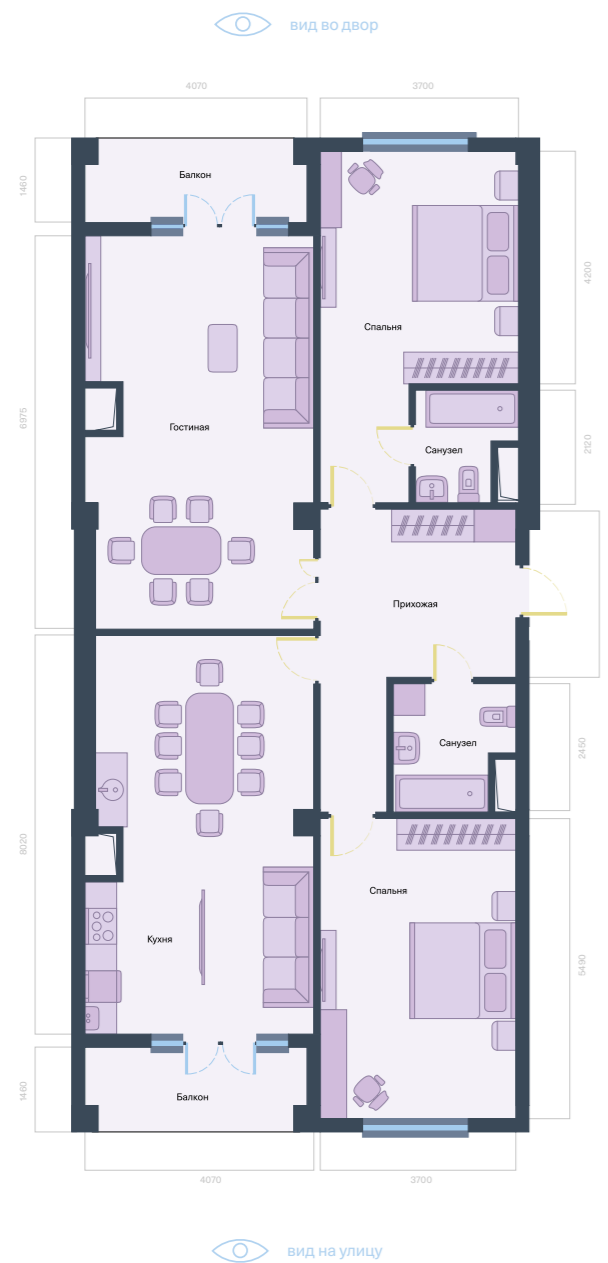 вид во двор
4070
3700
1460
Балкон
4200
Спальня
6975
Гостиная
Санузел
2120
Прихожая
Санузел
2450
8020
Спальня
Кухня
5490
Балкон
1460
4070
3700
вид на улицу